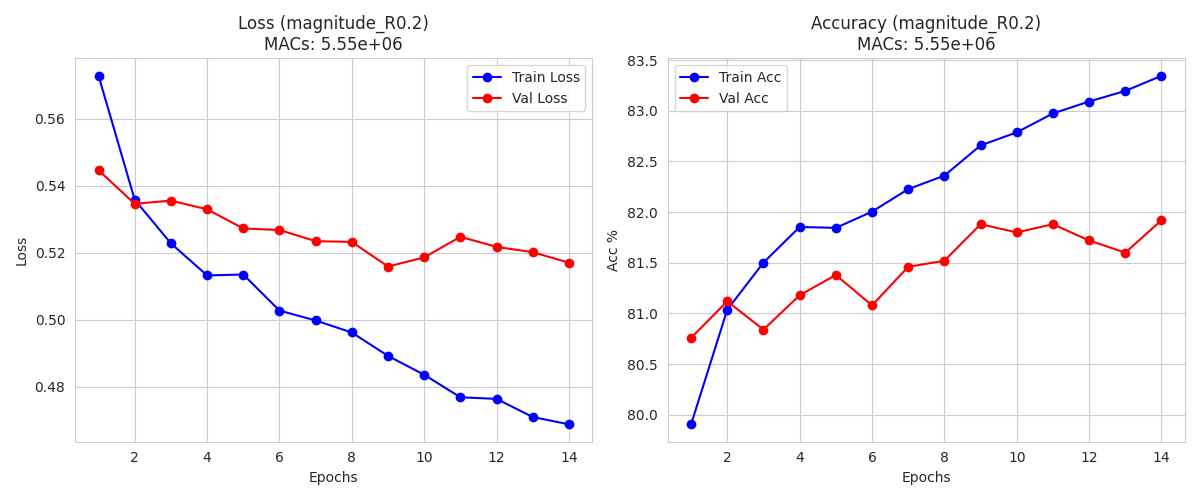 Loss (magnitude_R0.2)
MACs: 5.55e+06
Train Loss
Val Loss
0.56
0.54
0.52
0.50
0.48
Loss
2 4 6 8 10 12 14
Epochs
Accuracy (magnitude_R0.2)
MACs: 5.55e+06
Train Acc
Val Acc
83.5
83.0
82.5
82.0
81.5
81.0
80.5
80.0
Acc %
2 4 6 8 10 12 14
Epochs